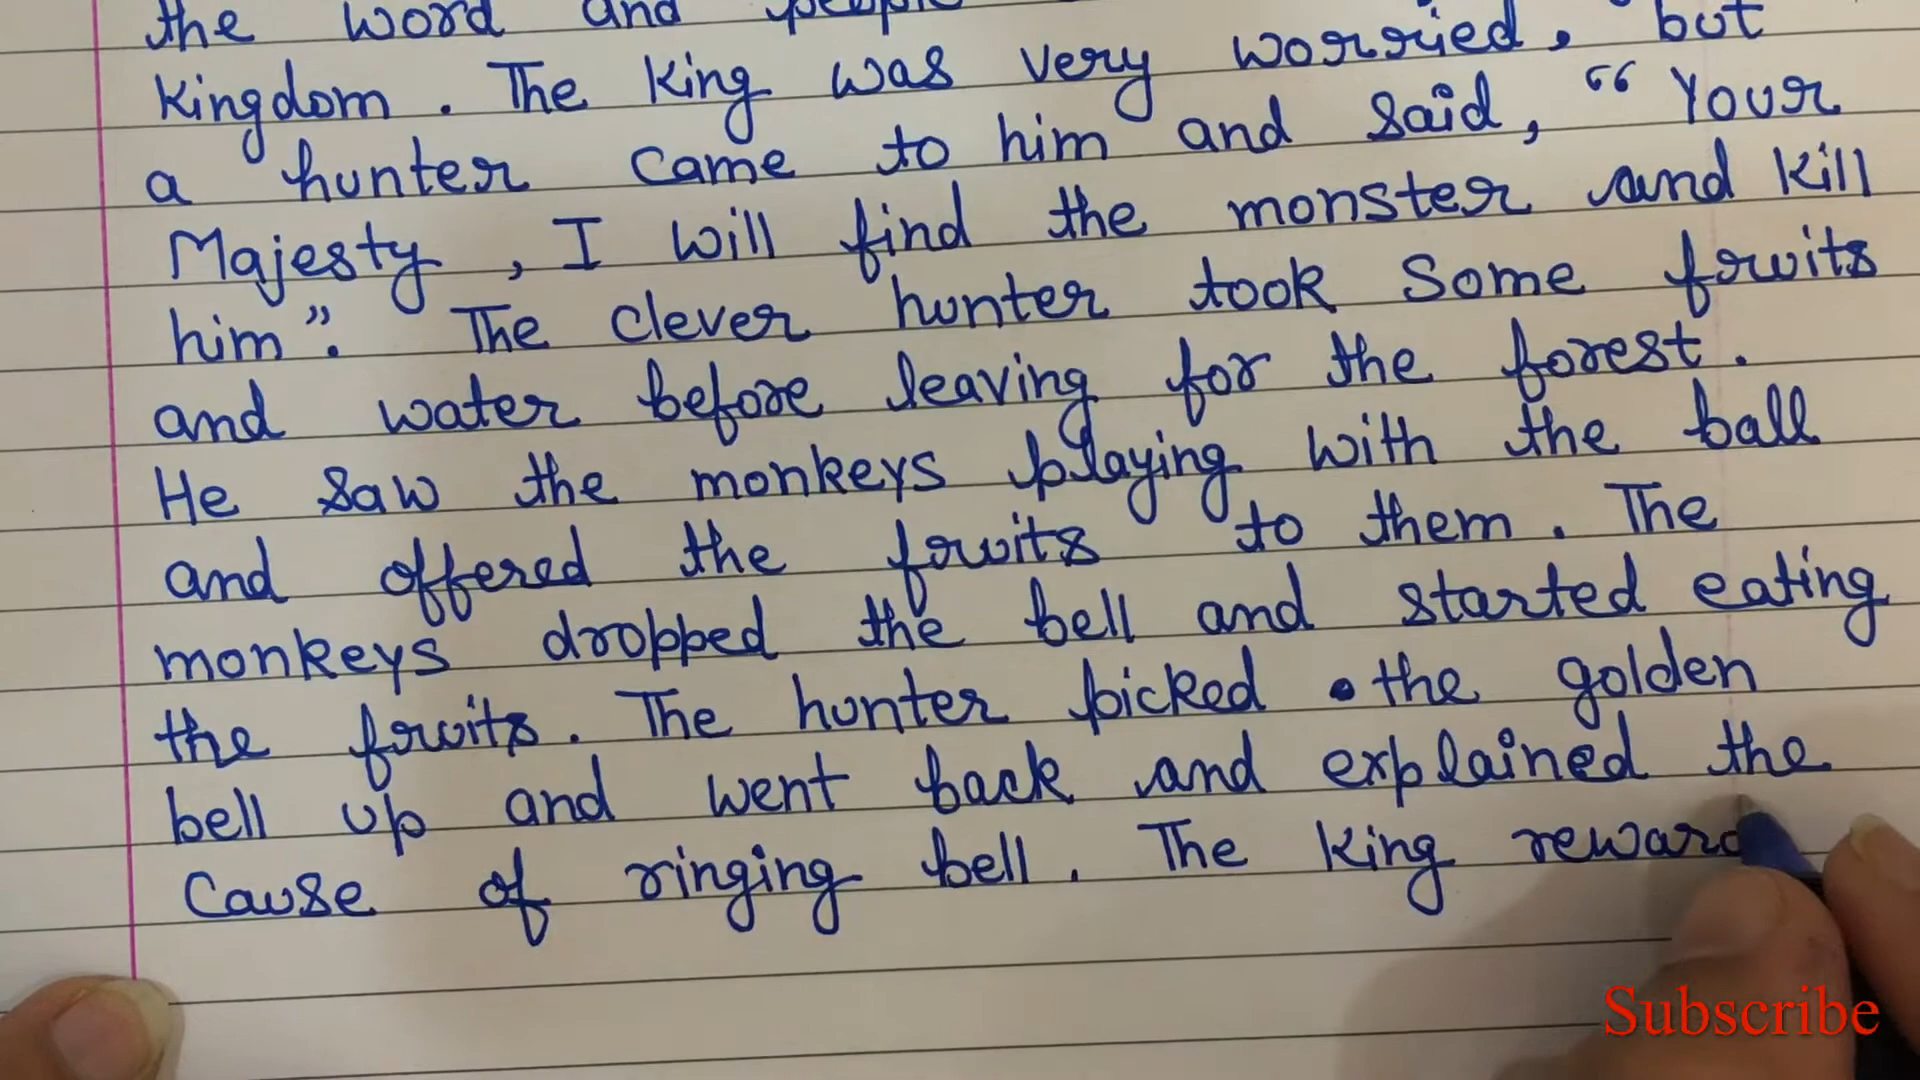 the word and people
kingdom. The king was very worried, but
a hunter came to him and said, “Your
Majesty, I will find the monster and kill
him”. The clever hunter took some fruits
and water before leaving for the forest.
He saw the monkeys playing with the ball
and offered the fruits to them. The
monkeys dropped the bell and started eating
the fruits. The hunter picked the golden
bell up and went back and explained the
Cause of ringing bell. The king reward
Subscribe